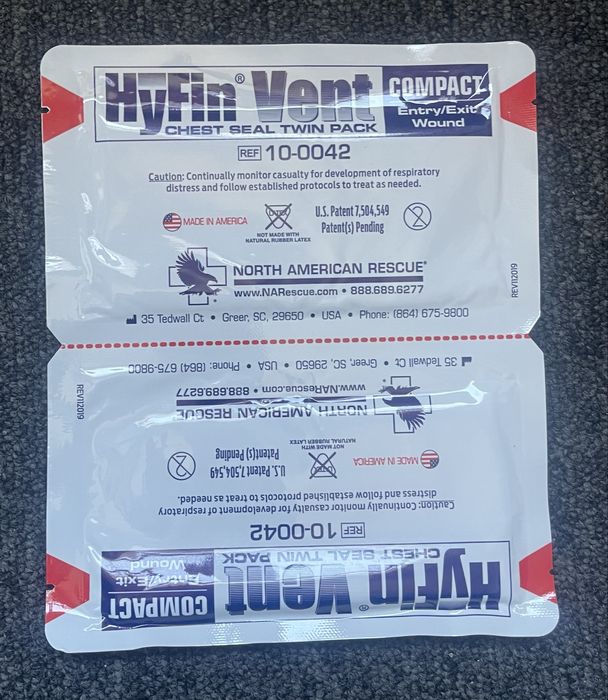 HyFin® Vent COMPACT
CHEST SEAL TWIN PACK Entry/Exit Wound
REF 10-0042
Caution: Continually monitor casualty for development of respiratory
distress and follow established protocols to treat as needed.
MADE IN AMERICA
LATEX
NOT MADE WITH
NATURAL RUBBER LATEX
U.S. Patent 7,504,549
Patent(s) Pending
2
NORTH AMERICAN RESCUE®
www.NARescue.com • 888.689.6277
35 Tedwall Ct • Greer, SC, 29650 • USA • Phone: (864) 675-9800
REV112019
HyFin® Vent COMPACT
CHEST SEAL TWIN PACK Entry/Exit Wound
REF 10-0042
Caution: Continually monitor casualty for development of respiratory
distress and follow established protocols to treat as needed.
MADE IN AMERICA
LATEX
NOT MADE WITH
NATURAL RUBBER LATEX
U.S. Patent 7,504,549
Patent(s) Pending
2
NORTH AMERICAN RESCUE
www.NARescue.com • 888.689.6277
35 Tedwall Ct • Greer, SC, 29650 • USA • Phone: (864) 675-9800
REV112019